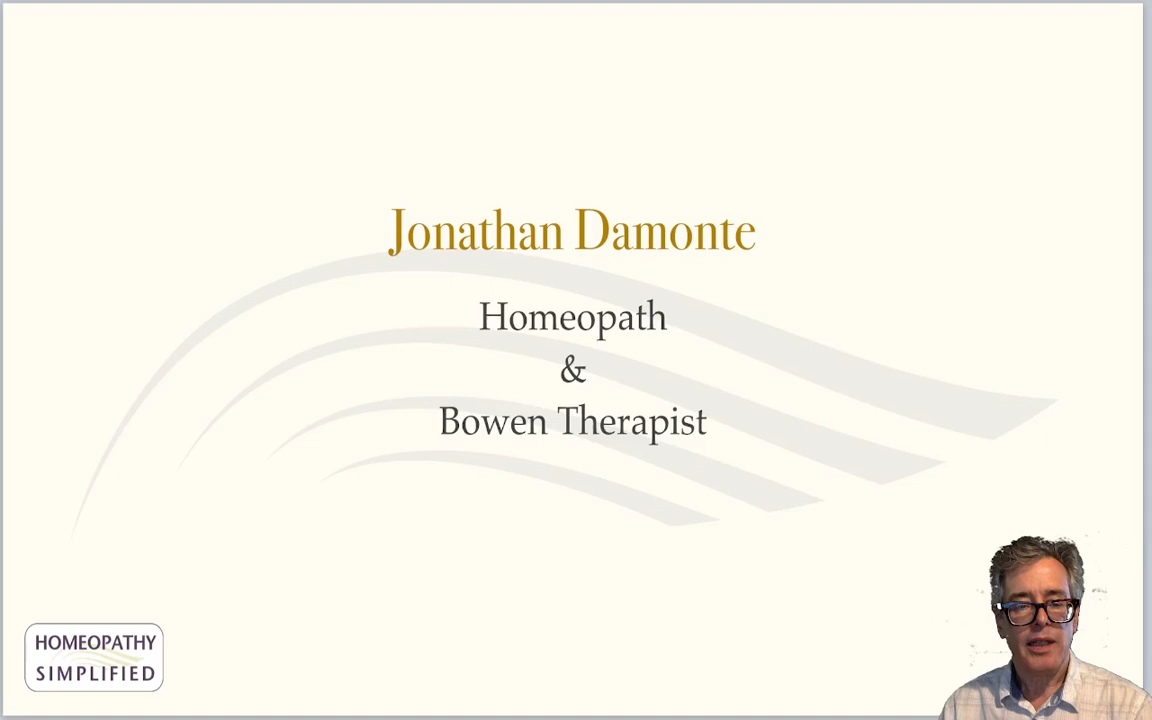 Jonathan Damonte
Homeopath
&
Bowen Therapist
HOMEOPATHY
SIMPLIFIED